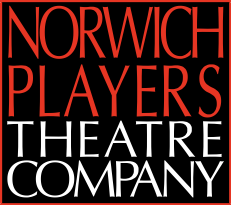 NORWICH
PLAYERS
THEATRE
COMPANY